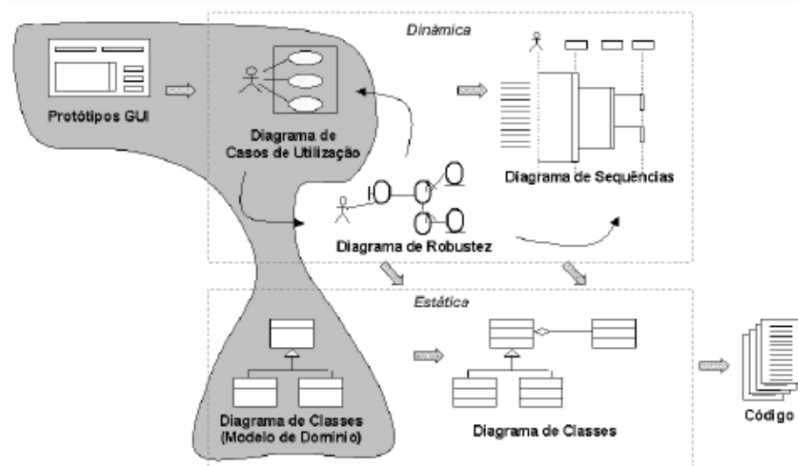 Dinâmica
Protótipos GUI
Diagrama de
Casos de Utilização
Diagrama de Sequências
Diagrama de Robustez
Estática
Diagrama de Classes
(Modelo de Domínio)
Diagrama de Classes
Código